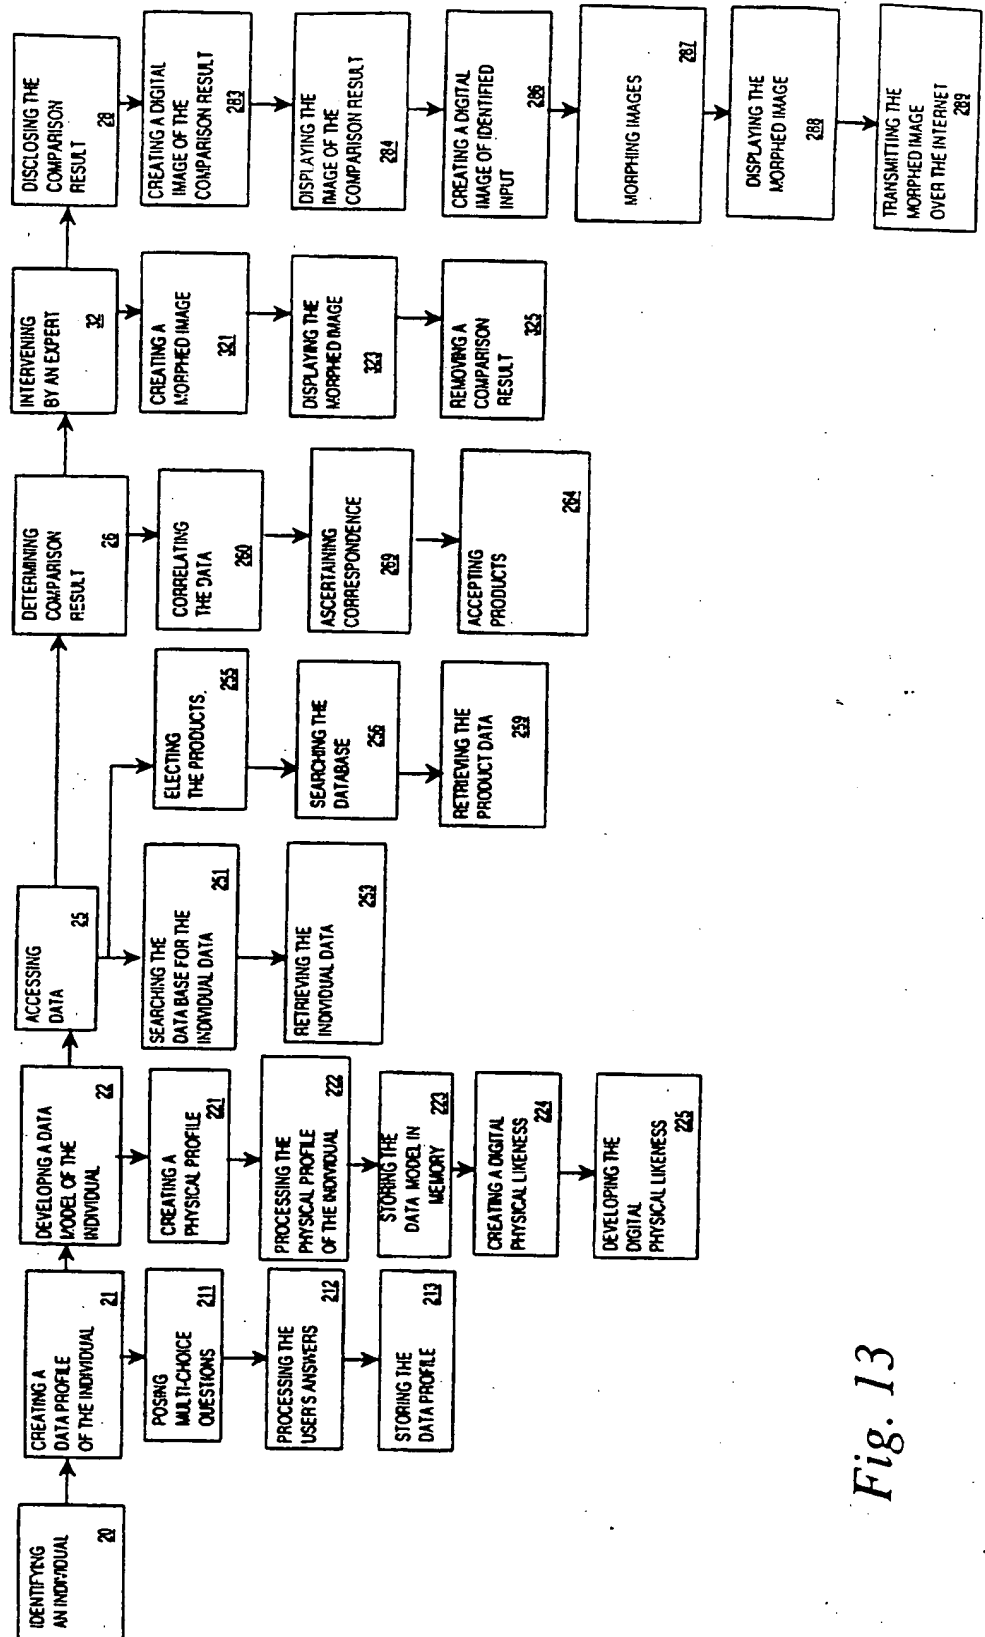 IDENTIFYING
AN INDIVIDUAL
20
CREATING A
DATA PROFILE
OF THE INDIVIDUAL
21
POSING
MULTI-CHOICE
QUESTIONS
211
PROCESSING THE
USER'S ANSWERS
212
STORING THE
DATA PROFILE
213
DEVELOPNG A DATA
MODEL OF THE
INDIVIDUAL
22
CREATING A
PHYSICAL PROFILE
221
PROCESSING THE
PHYSICAL PROFILE
OF THE INDIVIDUAL
222
STORING THE
DATA MODEL IN
MEMORY
223
CREATING A DIGITAL
PHYSICAL LIKENESS
224
DEVELOPING THE
DIGITAL
PHYSICAL LIKENESS
225
ACCESSING
DATA
25
SEARCHING THE
DATA BASE FOR THE
INDIVIDUAL DATA
251
RETRIEVING THE
INDIVIDUAL DATA
253
ELECTING
THE PRODUCTS.
255
SEARCHING THE
DATABASE
256
RETRIEVING THE
PRODUCT DATA
259
DETERMINING
COMPARISON
RESULT
26
CORRELATING
THE DATA
260
ASCERTAINING
CORRESPONDENCE
269
ACCEPTING
PRODUCTS
264
INTERVENING
BY AN EXPERT
32
CREATING A
MORPHED IMAGE
321
DISPLAYING THE
MORPHED IMAGE
323
REMOVING A
COMPARISON
RESULT
325
DISCLOSING THE
COMPARISON
RESULT
28
CREATING A DIGITAL
IMAGE OF THE
COMPARISON RESULT
283
DISPLAYING THE
IMAGE OF THE
COMPARISON RESULT
284
CREATING A DIGITAL
IMAGE OF IDENTIFIED
INPUT
286
MORPHING IMAGES
287
DISPLAYING THE
MORPHED IMAGE
288
TRANSMITTING THE
MORPHED IMAGE
OVER THE INTERNET
289
Fig. 13